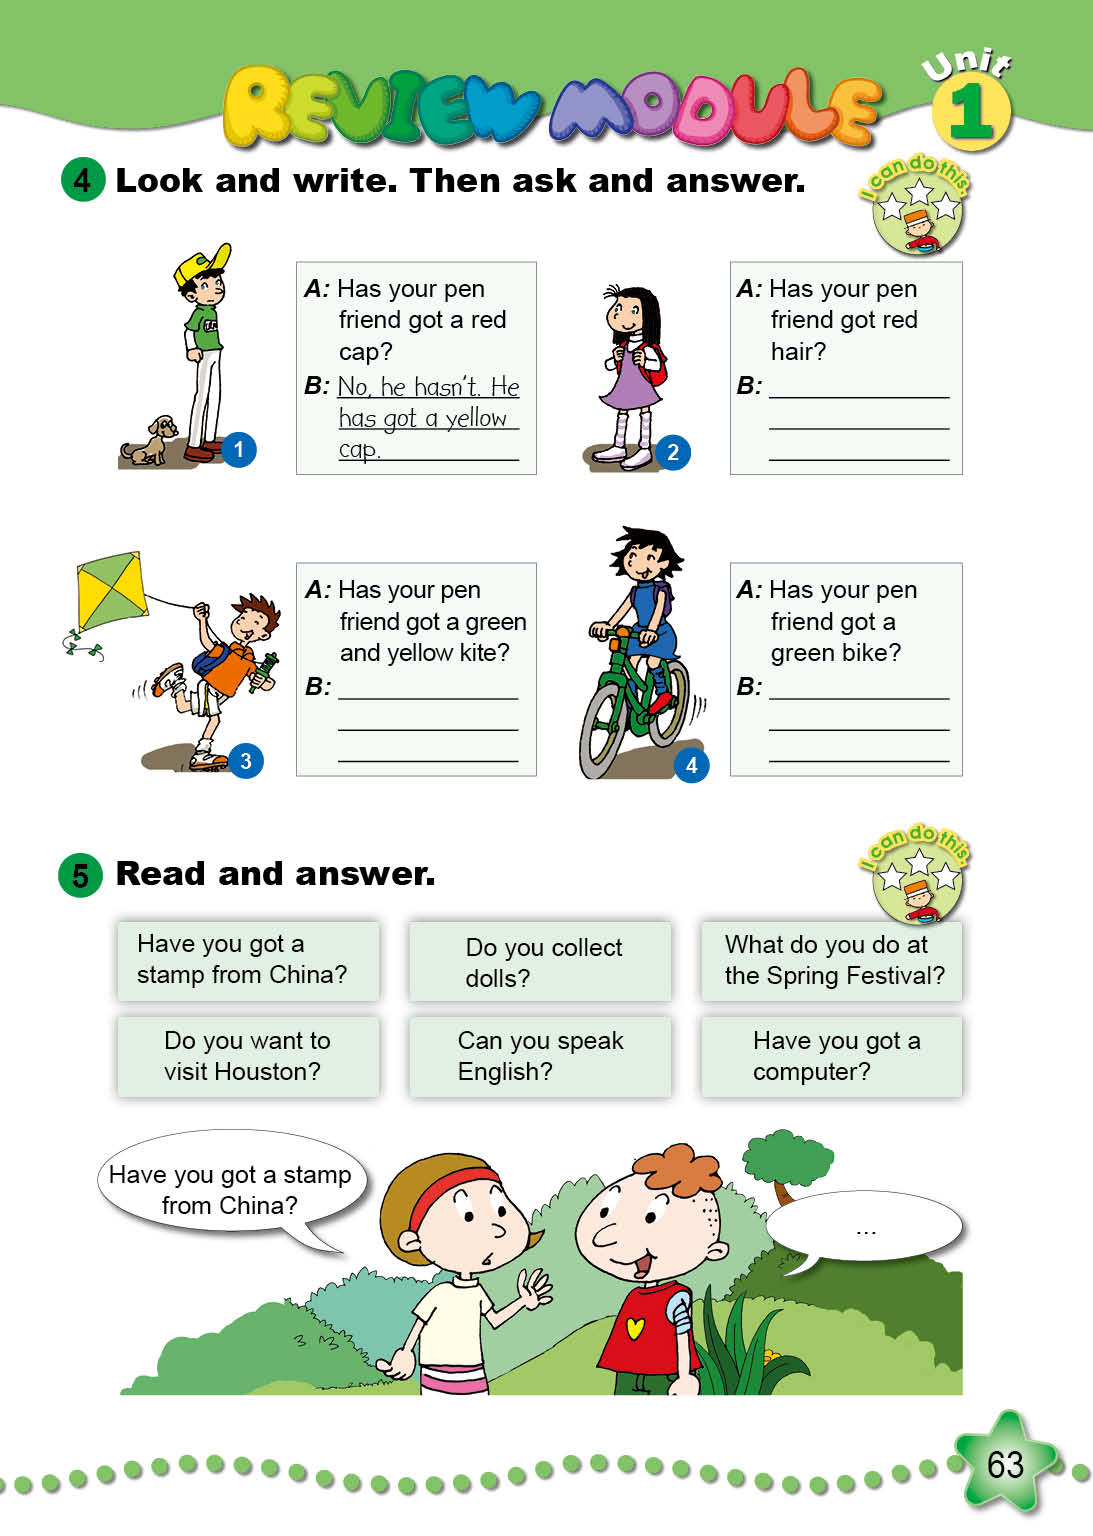 REVIEW MODULE
Unit
1
4 Look and write. Then ask and answer.
I can do this.
A: Has your pen
friend got a red
cap?
B: No, he hasn't. He
has got a yellow
cap.
1
A: Has your pen
friend got red
hair?
B:
2
A: Has your pen
friend got a green
and yellow kite?
B:
3
A: Has your pen
friend got a
green bike?
B:
4
5 Read and answer.
I can do this.
Have you got a
stamp from China?
Do you collect
dolls?
What do you do at
the Spring Festival?
Do you want to
visit Houston?
Can you speak
English?
Have you got a
computer?
Have you got a stamp
from China?
...
63